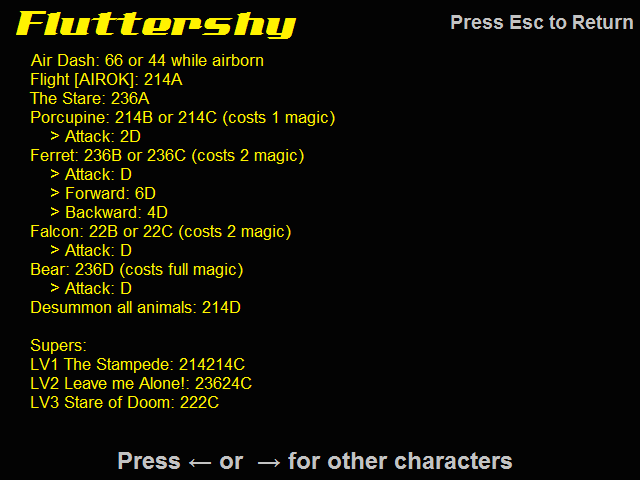 Fluttershy
Press Esc to Return
Air Dash: 66 or 44 while airborn
Flight [AIROK]: 214A
The Stare: 236A
Porcupine: 214B or 214C (costs 1 magic)
> Attack: 2D
Ferret: 236B or 236C (costs 2 magic)
> Attack: D
> Forward: 6D
> Backward: 4D
Falcon: 22B or 22C (costs 2 magic)
> Attack: D
Bear: 236D (costs full magic)
> Attack: D
Desummon all animals: 214D
Supers:
LV1 The Stampede: 214214C
LV2 Leave me Alone!: 23624C
LV3 Stare of Doom: 222C
Press ← or → for other characters